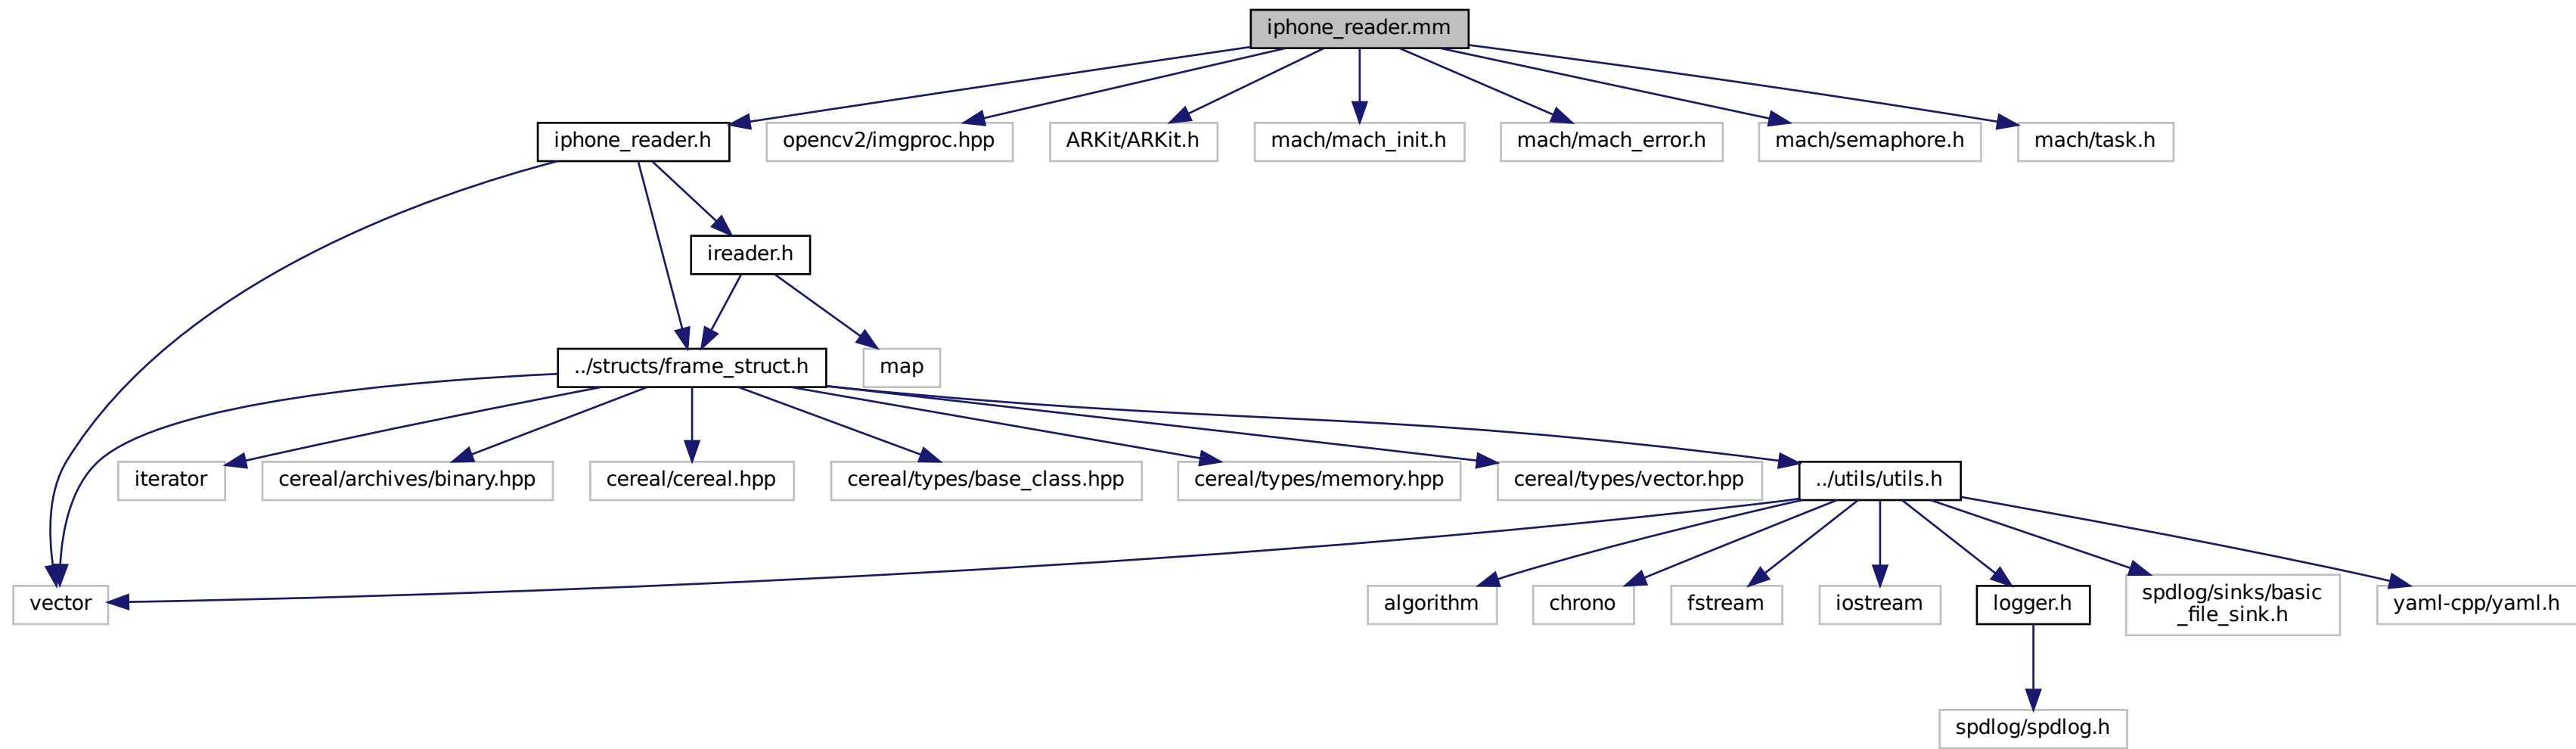 iphone_reader.mm
iphone_reader.h
opencv2/imgproc.hpp
ARKit/ARKit.h
mach/mach_init.h
mach/mach_error.h
mach/semaphore.h
mach/task.h
ireader.h
../structs/frame_struct.h
map
iterator
cereal/archives/binary.hpp
cereal/cereal.hpp
cereal/types/base_class.hpp
cereal/types/memory.hpp
cereal/types/vector.hpp
../utils/utils.h
vector
algorithm
chrono
fstream
iostream
logger.h
spdlog/sinks/basic
_file_sink.h
yaml-cpp/yaml.h
spdlog/spdlog.h